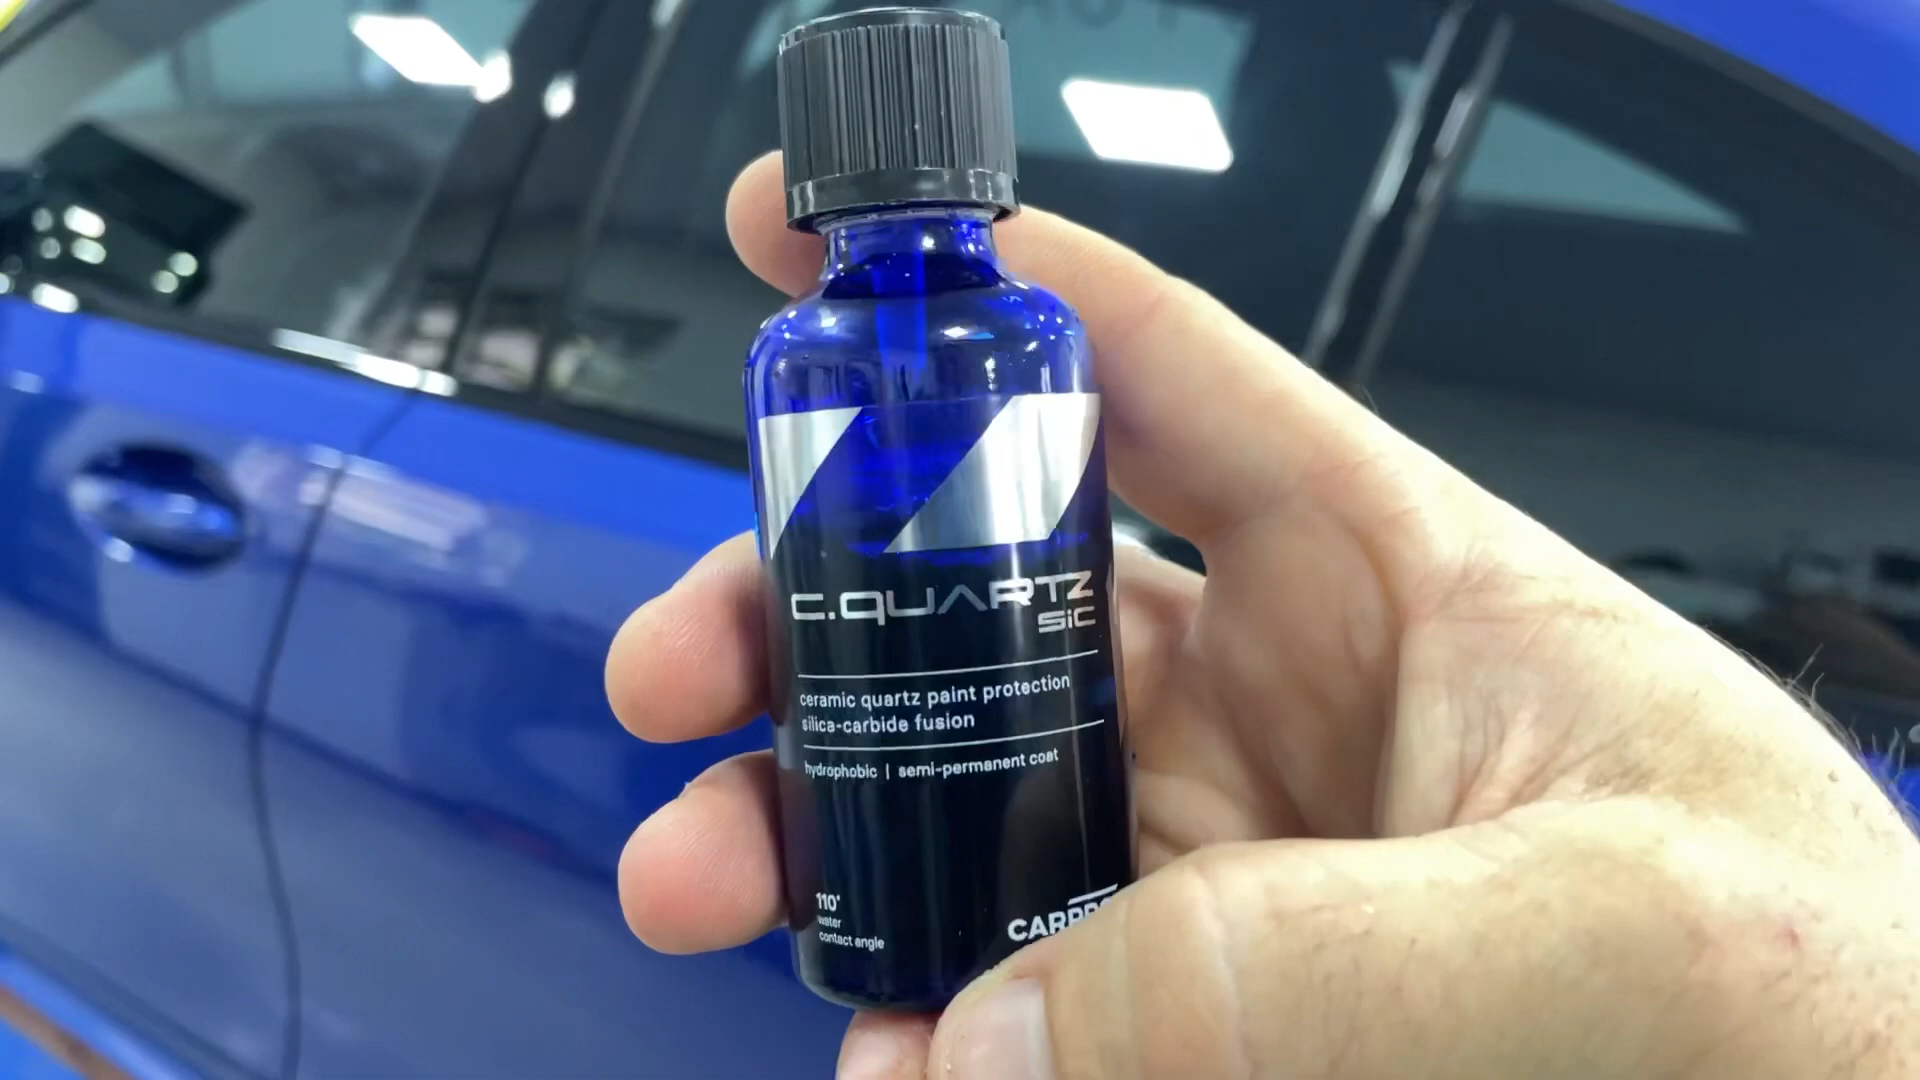 c.quartz
sic
ceramic quartz paint protection
silica-carbide fusion
hydrophobic | semi-permanent coat
110°
water
contact angle